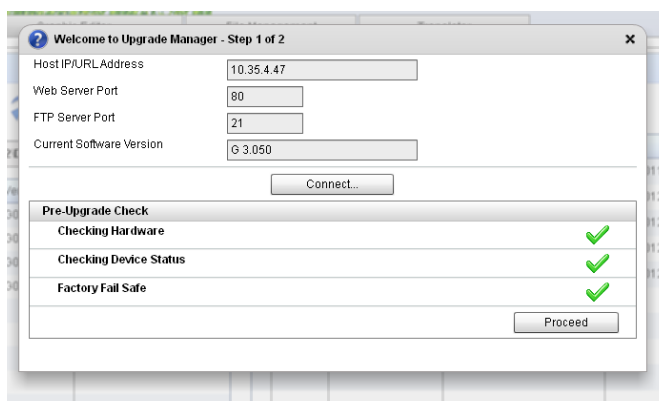 Welcome to Upgrade Manager - Step 1 of 2
Host IP/URL Address
10.35.4.47
Web Server Port
80
FTP Server Port
21
Current Software Version
G 3.050
Connect...
Pre-Upgrade Check
Checking Hardware
Checking Device Status
Factory Fail Safe
Proceed